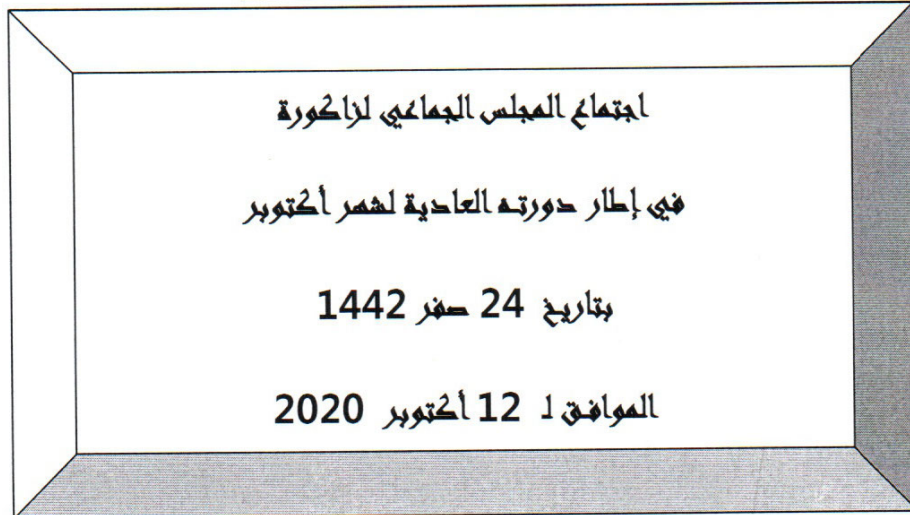 اجتماع المجلس الجماعي لزاكورة
في إطار دورته العادية لشهر أكتوبر
بتاريخ 24 صفر 1442
الموافق لـ 12 أكتوبر 2020